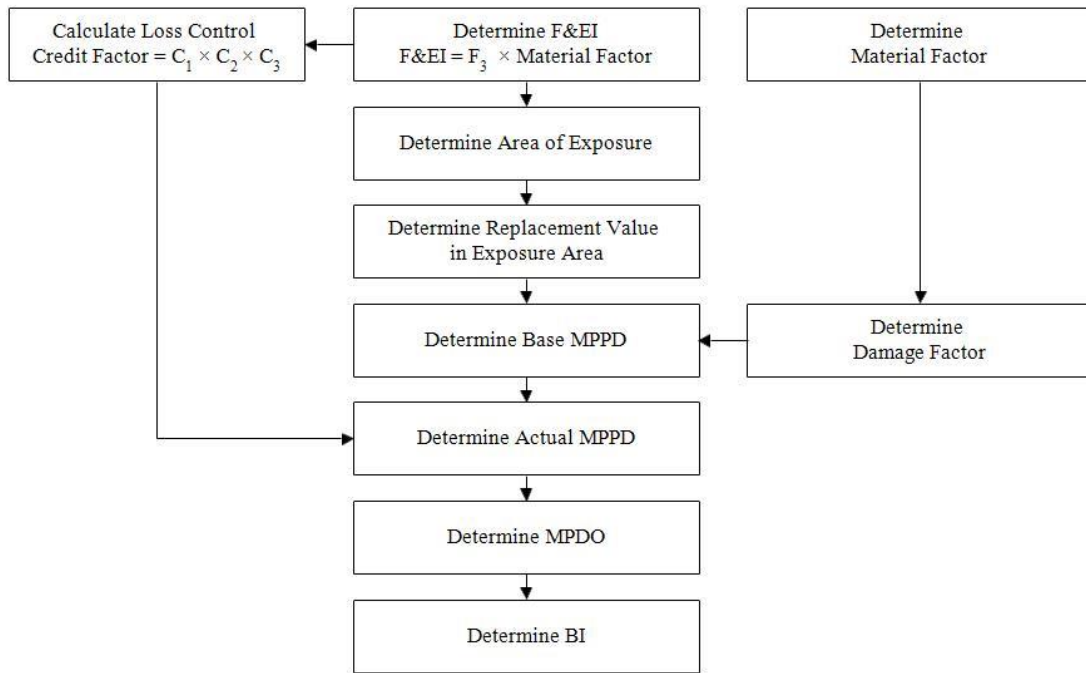 Calculate Loss Control
Credit Factor = C₁ × C₂ × C₃
Determine F&EI
F&EI = F₃ × Material Factor
Determine
Material Factor
Determine Area of Exposure
Determine Replacement Value
in Exposure Area
Determine Base MPPD
Determine
Damage Factor
Determine Actual MPPD
Determine MPDO
Determine BI